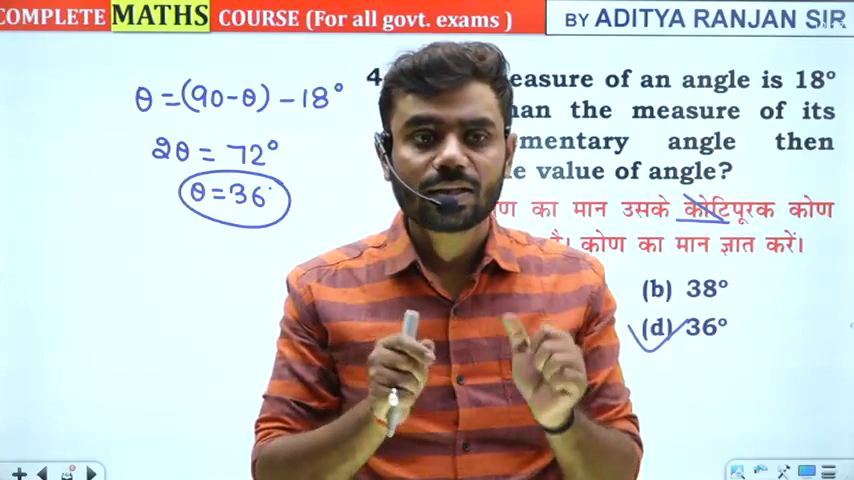 COMPLETE MATHS COURSE (For all govt. exams ) BY ADITYA RANJAN SIR
θ = (90-θ) - 18°
2θ = 72°
θ = 36°
4
easure of an angle is 18°
han the measure of its
mentary angle then
e value of angle?
का मान उसके कोटिपूरक कोण
है। कोण का मान ज्ञात करें।
(b) 38°
(d) 36°